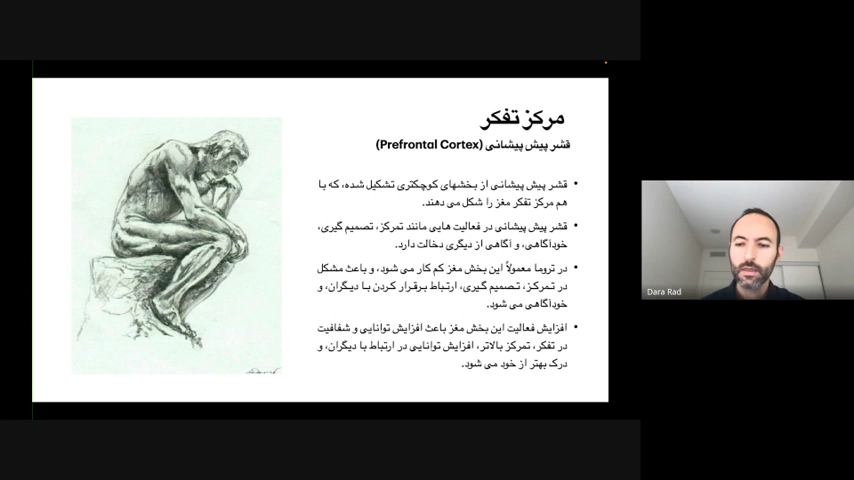 مرکز تفکر
قشر پیش پیشانی (Prefrontal Cortex)
• قشر پیش پیشانی از بخشهای کوچکتری تشکیل شده، که با
هم مرکز تفکر مغز را شکل می دهند.
• قشر پیش پیشانی در فعالیت هایی مانند تمرکز، تصمیم گیری،
خودآگاهی، و آگاهی از دیگری دخالت دارد.
• در تروما معمولاً این بخش مغز کم کار می شود، و باعث مشکل
در تمرکز، تصمیم گیری، ارتباط برقرار کردن با دیگران، و
خودآگاهی می شود.
• افزایش فعالیت این بخش مغز باعث افزایش توانایی و شفافیت
در تفکر، تمرکز بالاتر، افزایش توانایی در ارتباط با دیگران، و
درک بهتر از خود می شود.
Dara Rad